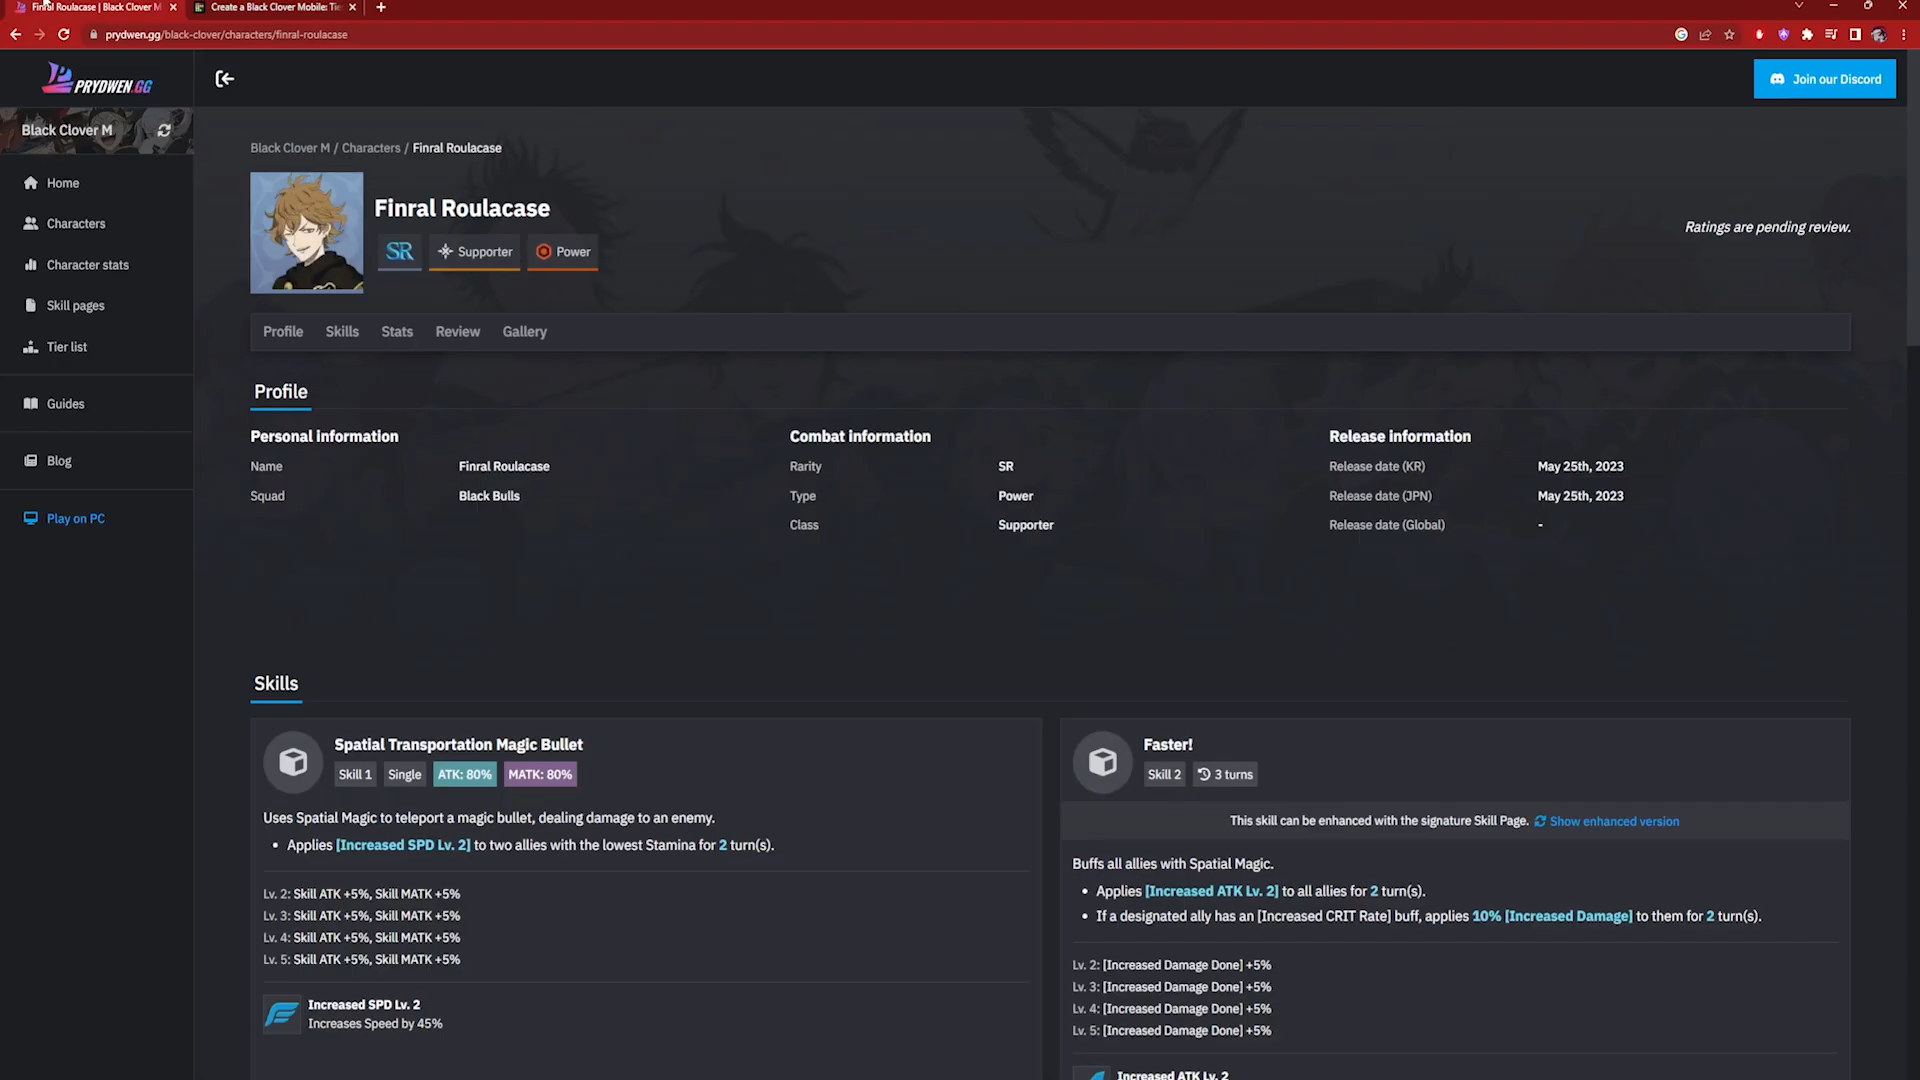 Finral Roulacase | Black Clover M
Create a Black Clover Mobile: Tie
prydwen.gg/black-clover/characters/finral-roulacase
PRYDWEN.GG
Join our Discord
Black Clover M
Home
Characters
Character stats
Skill pages
Tier list
Guides
Blog
Play on PC
Black Clover M / Characters / Finral Roulacase
Finral Roulacase
SR
Supporter
Power
Ratings are pending review.
Profile Skills Stats Review Gallery
Profile
Personal information
Name Finral Roulacase
Squad Black Bulls
Combat information
Rarity SR
Type Power
Class Supporter
Release information
Release date (KR) May 25th, 2023
Release date (JPN) May 25th, 2023
Release date (Global) -
Skills
Spatial Transportation Magic Bullet
Skill 1 Single ATK: 80% MATK: 80%
Uses Spatial Magic to teleport a magic bullet, dealing damage to an enemy.
• Applies [Increased SPD Lv. 2] to two allies with the lowest Stamina for 2 turn(s).
Lv. 2: Skill ATK +5%, Skill MATK +5%
Lv. 3: Skill ATK +5%, Skill MATK +5%
Lv. 4: Skill ATK +5%, Skill MATK +5%
Lv. 5: Skill ATK +5%, Skill MATK +5%
Increased SPD Lv. 2
Increases Speed by 45%
Faster!
Skill 2 3 turns
This skill can be enhanced with the signature Skill Page. Show enhanced version
Buffs all allies with Spatial Magic.
• Applies [Increased ATK Lv. 2] to all allies for 2 turn(s).
• If a designated ally has an [Increased CRIT Rate] buff, applies 10% [Increased Damage] to them for 2 turn(s).
Lv. 2: [Increased Damage Done] +5%
Lv. 3: [Increased Damage Done] +5%
Lv. 4: [Increased Damage Done] +5%
Lv. 5: [Increased Damage Done] +5%
Increased ATK Lv. 2